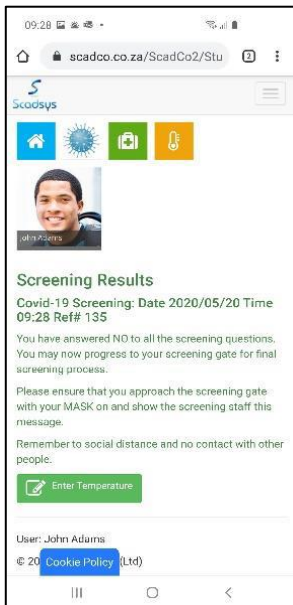 09:28
scadco.co.za/ScadCo2/Stu
2
S
Scadsys
John Adams
Screening Results
Covid-19 Screening: Date 2020/05/20 Time
09:28 Ref# 135
You have answered NO to all the screening questions.
You may now progress to your screening gate for final
screening process.
Please ensure that you approach the screening gate
with your MASK on and show the screening staff this
message.
Remember to social distance and no contact with other
people.
Enter Temperature
User: John Adams
© 20 Cookie Policy (Ltd)